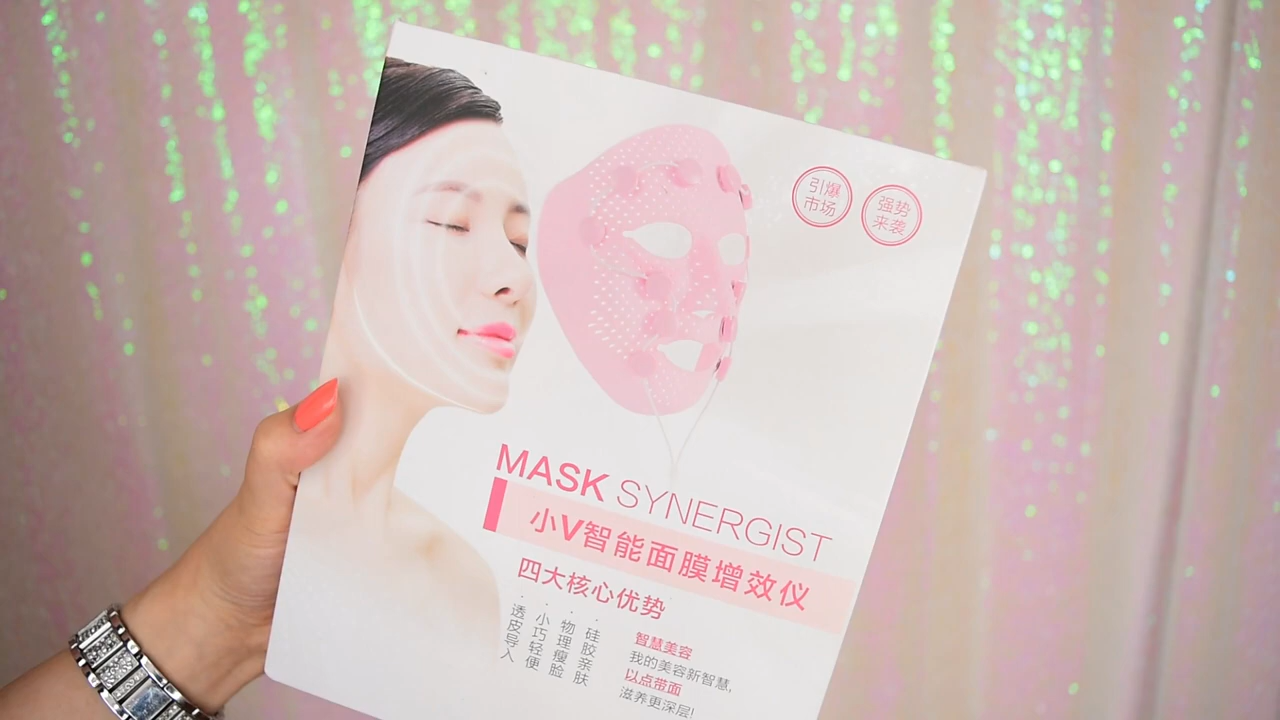 引爆
市场
强势
来袭
MASK SYNERGIST
小V智能面膜增效仪
四大核心优势
·透皮导入
·小巧轻便
·物理瘦脸
·硅胶亲肤
智慧美容
我的美容新智慧,
以点带面
滋养更深层!